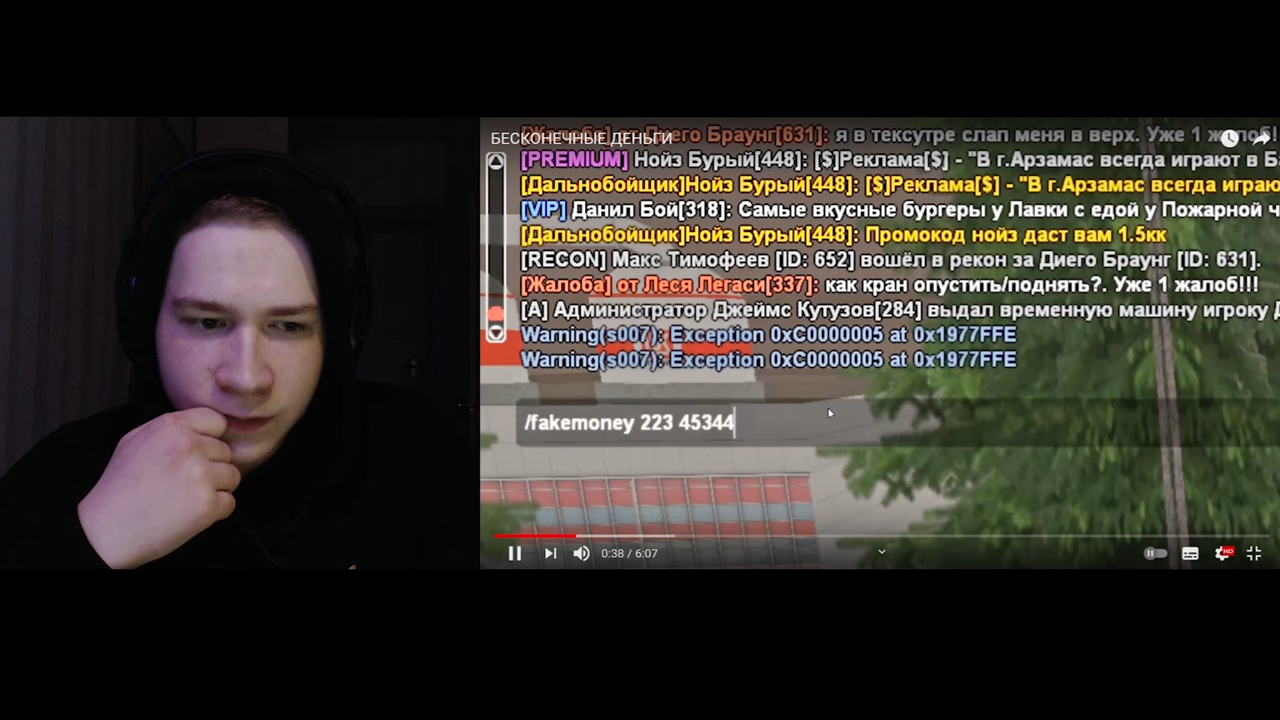 БЕСКОНЕЧНЫЕ ДЕНЬГИ
[Жалоба] от Диего Браунг[631]: я в тексутре слап меня в верх. Уже 1 жалоб!
[PREMIUM] Нойз Бурый[448]: [$]Реклама[$] - "В г.Арзамас всегда играют в
[Дальнобойщик]Нойз Бурый[448]: [$]Реклама[$] - "В г.Арзамас всегда
[VIP] Данил Бой[318]: Самые вкусные бургеры у Лавки с едой у Пожарной
[Дальнобойщик]Нойз Бурый[448]: Промокод нойз даст вам 1.5кк
[RECON] Макс Тимофеев [ID: 652] вошёл в рекон за Диего Браунг [ID: 631].
[Жалоба] от Леся Легаси[337]: как кран опустить/поднять?. Уже 1 жалоб!!!
[A] Администратор Джеймс Кутузов[284] выдал временную машину игроку
Warning(s007): Exception 0xC0000005 at 0x1977FFE
Warning(s007): Exception 0xC0000005 at 0x1977FFE
/fakemoney 223 45344
0:38 / 6:07
HD